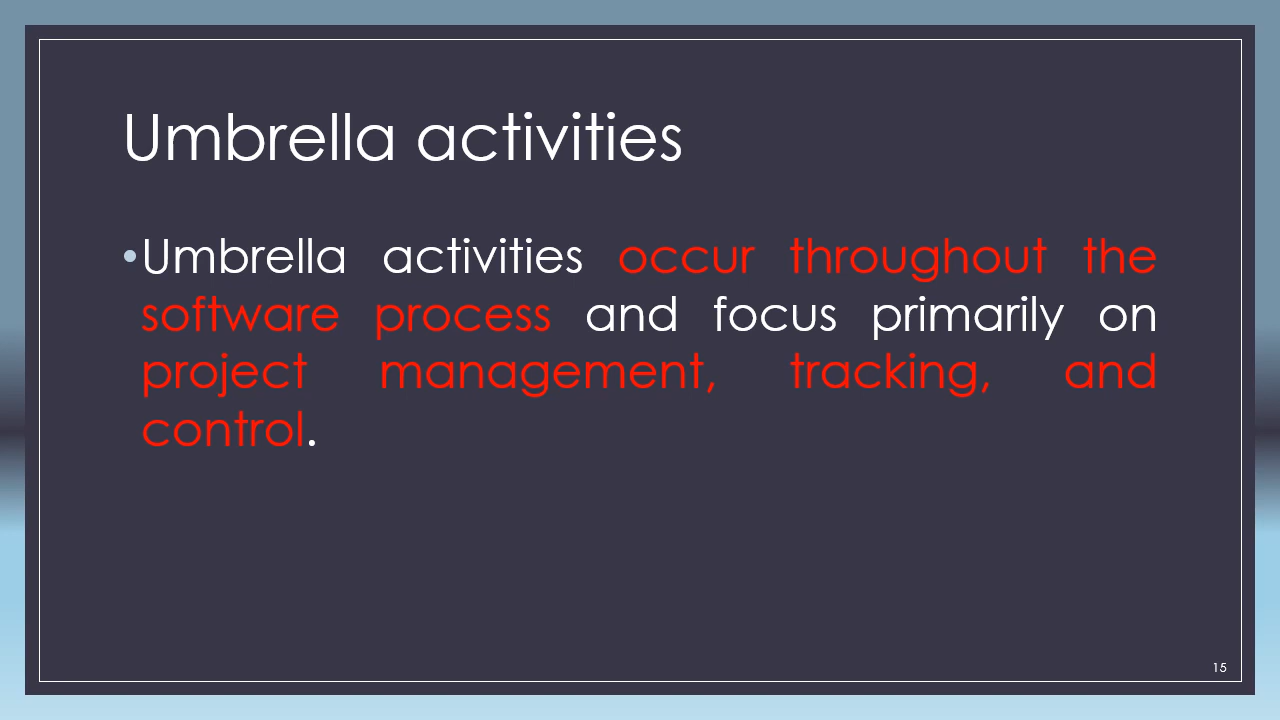 Umbrella activities
•Umbrella activities occur throughout the
software process and focus primarily on
project management, tracking, and
control.
15